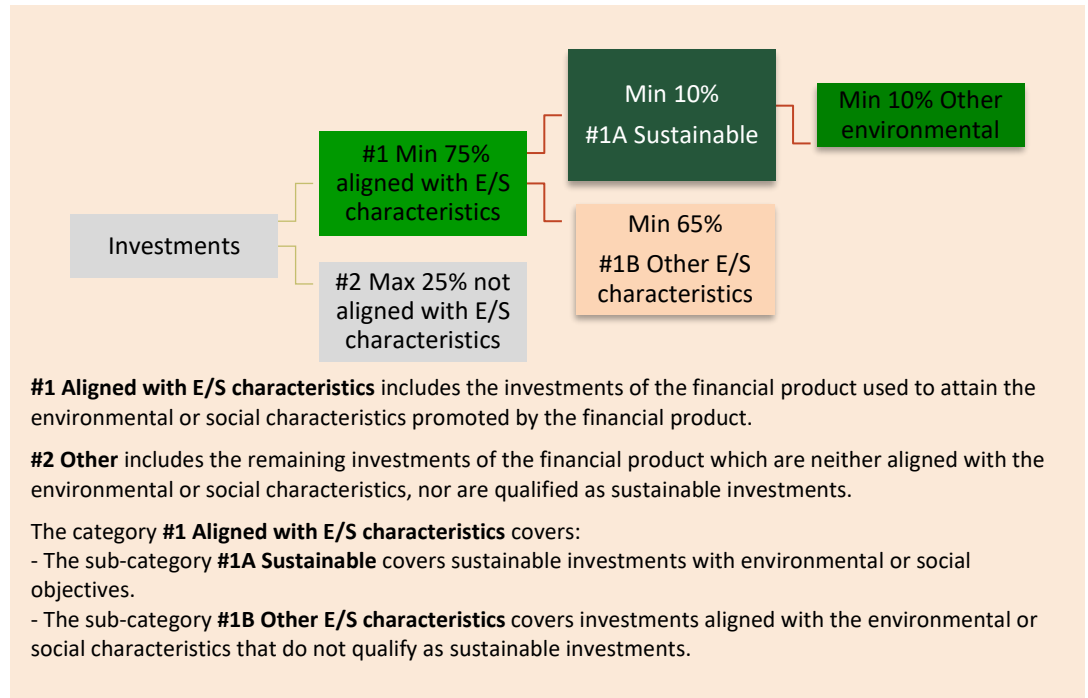 Investments
#1 Min 75%
aligned with E/S
characteristics
#2 Max 25% not
aligned with E/S
characteristics
Min 10%
#1A Sustainable
Min 65%
#1B Other E/S
characteristics
Min 10% Other
environmental
#1 Aligned with E/S characteristics includes the investments of the financial product used to attain the
environmental or social characteristics promoted by the financial product.
#2 Other includes the remaining investments of the financial product which are neither aligned with the
environmental or social characteristics, nor are qualified as sustainable investments.
The category #1 Aligned with E/S characteristics covers:
- The sub-category #1A Sustainable covers sustainable investments with environmental or social
objectives.
- The sub-category #1B Other E/S characteristics covers investments aligned with the environmental or
social characteristics that do not qualify as sustainable investments.